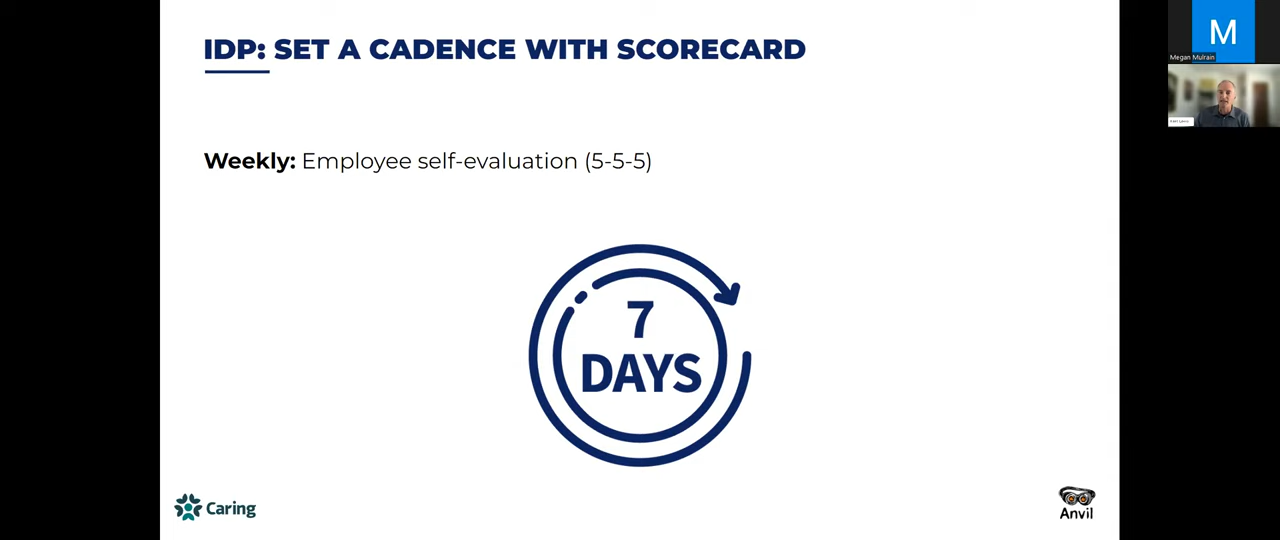 IDP: SET A CADENCE WITH SCORECARD
Weekly: Employee self-evaluation (5-5-5)
7
DAYS
Caring
Anvil
M
Megan Mulrain